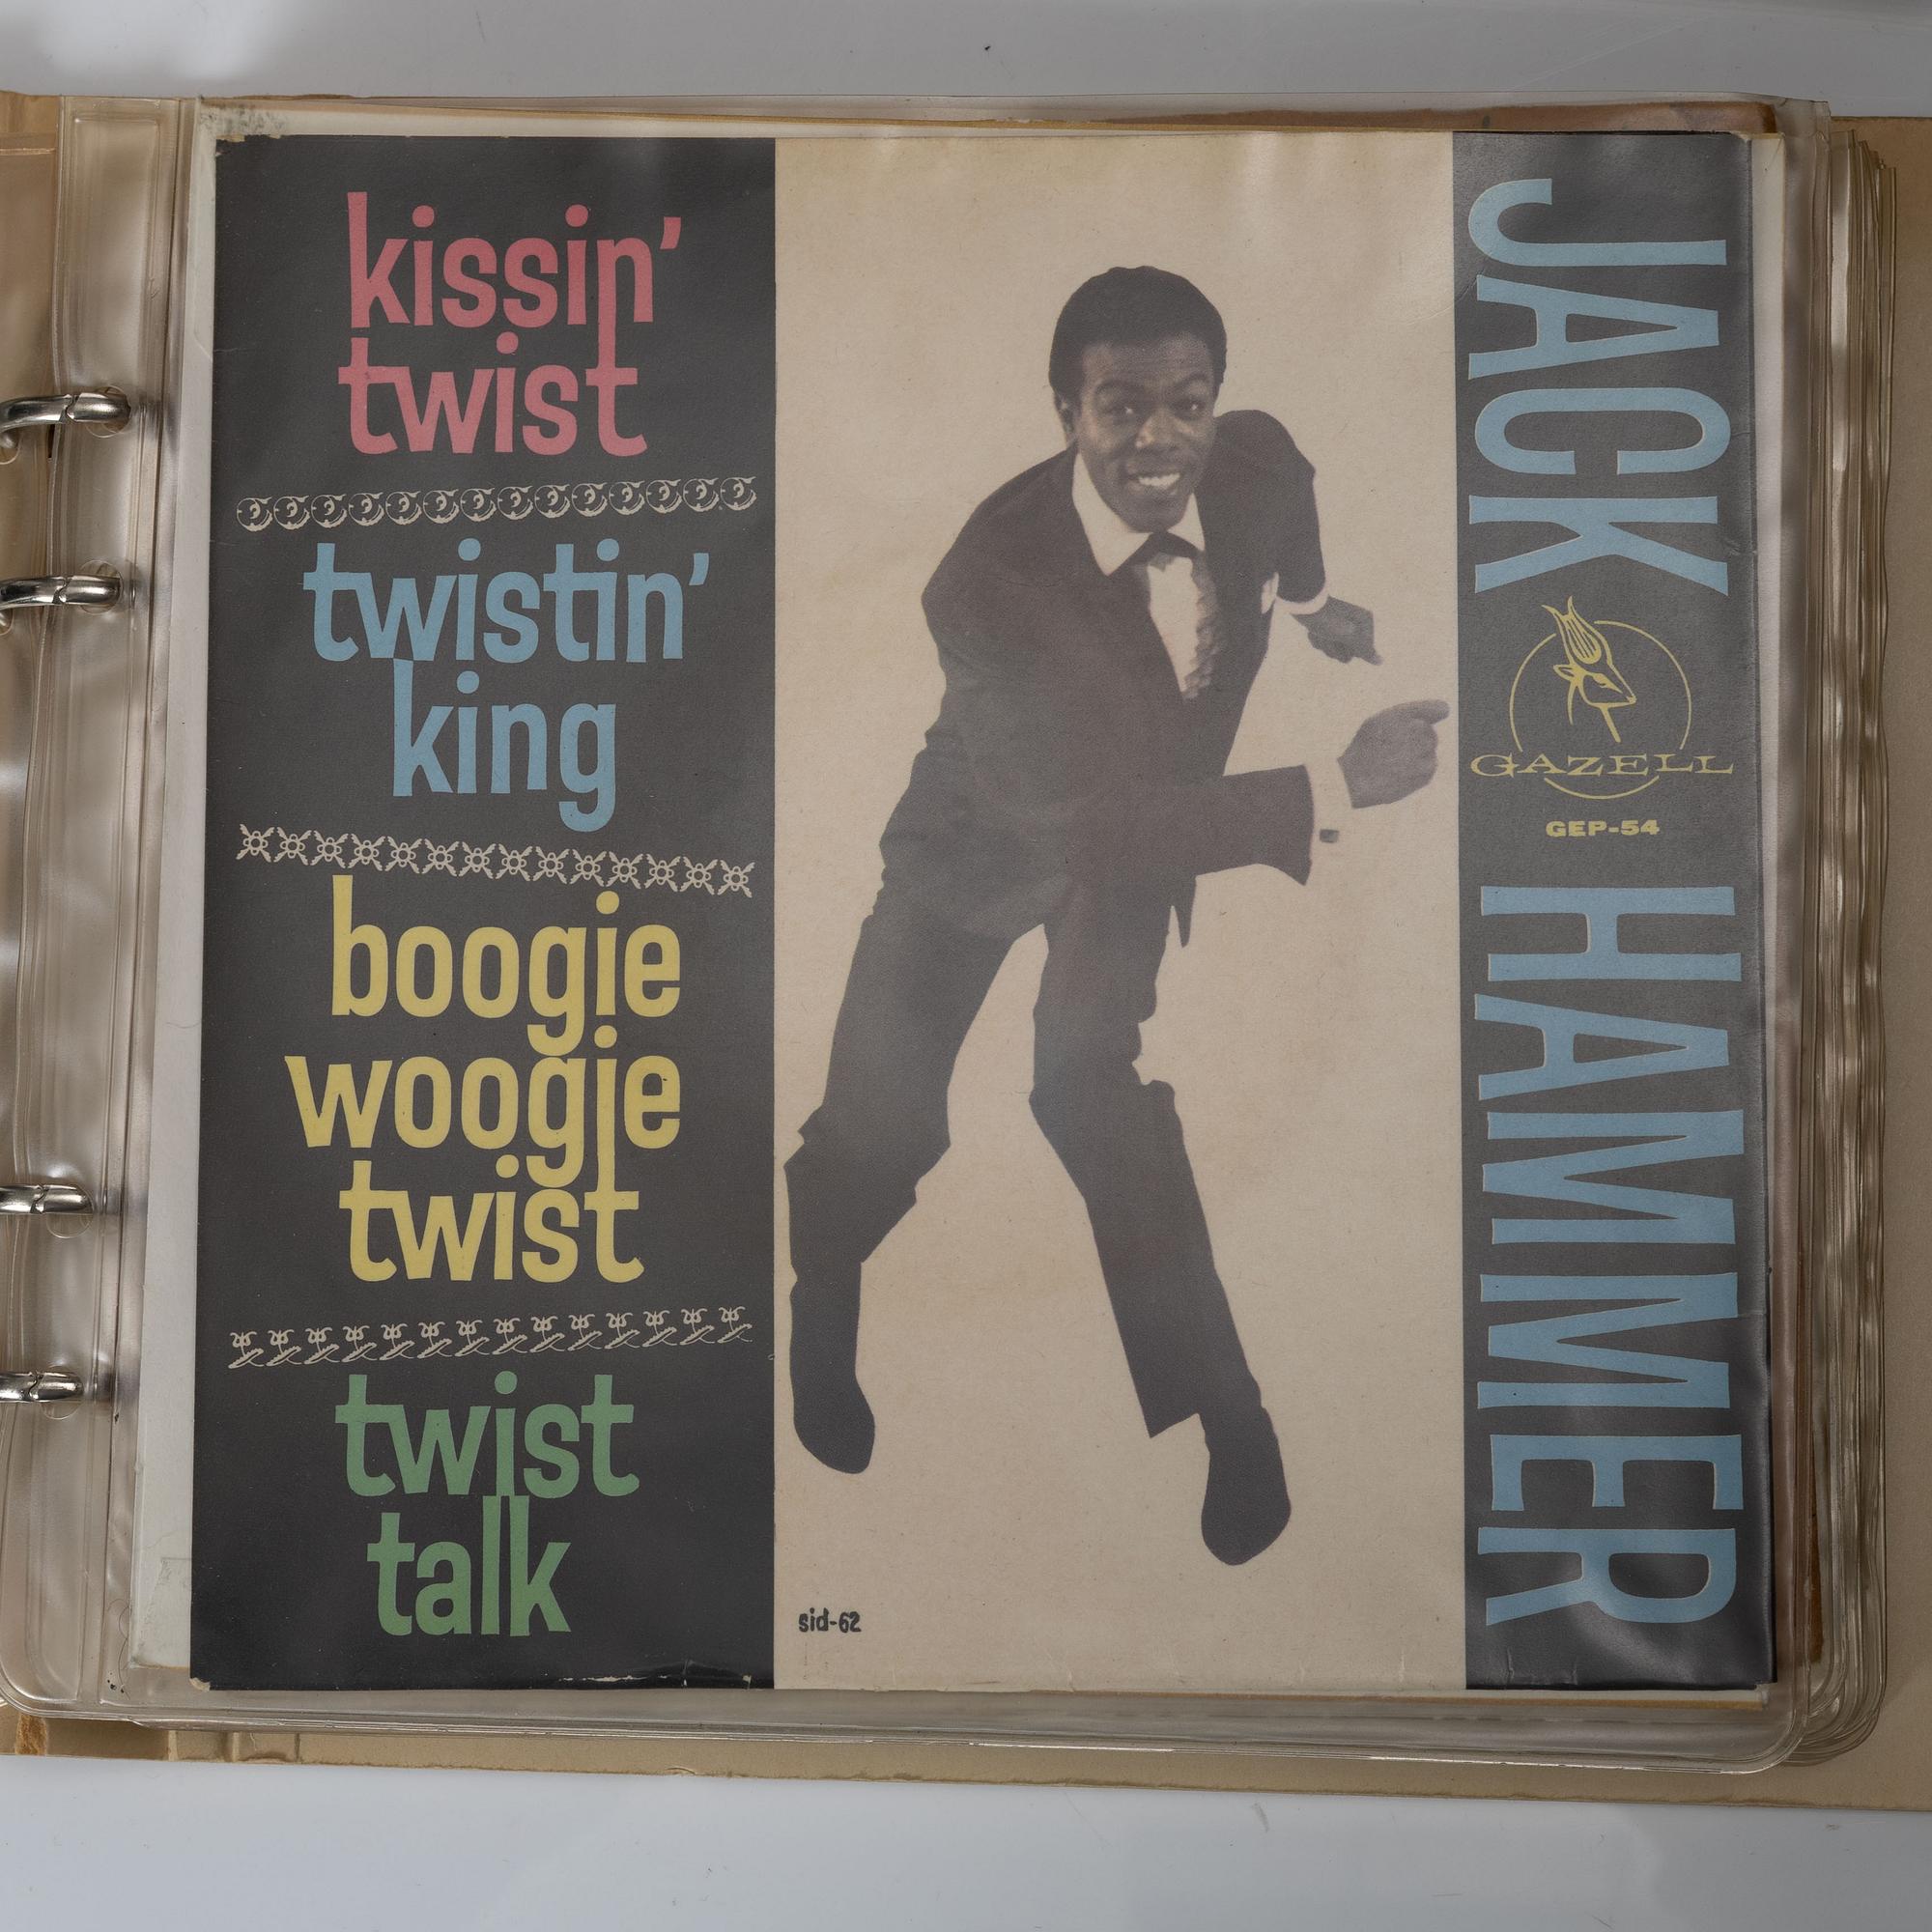 kissin'
twist
twistin'
king
boogie
woogie
twist
twist
talk
sid-62
JACK
GAZELL
GEP-54
HAMMER